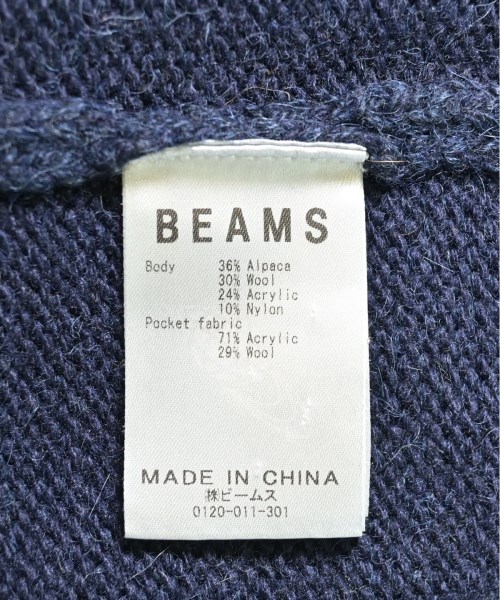 BEAMS
Body 36% Alpaca
30% Wool
24% Acrylic
10% Nylon
Pocket fabric
71% Acrylic
29% Wool
MADE IN CHINA
㈱ビームス
0120-011-301